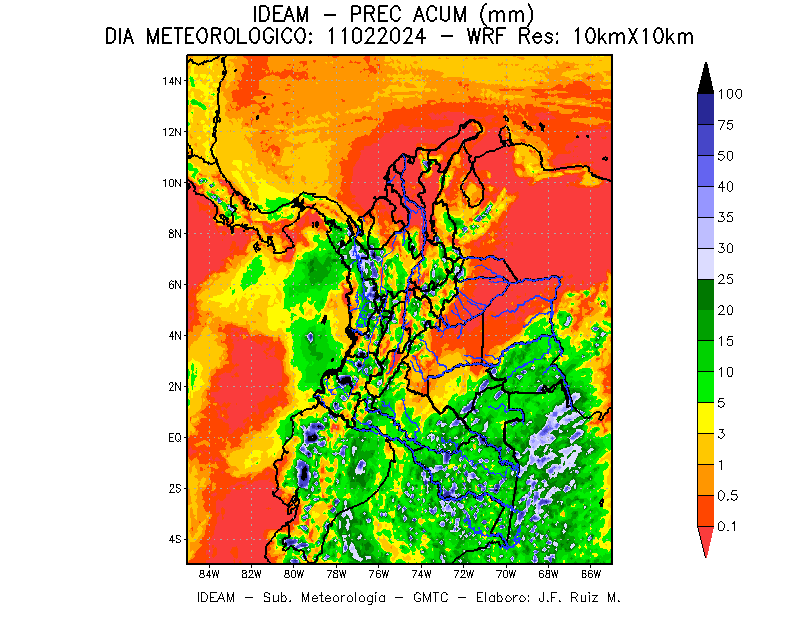 IDEAM – PREC ACUM (mm)
DIA METEOROLOGICO: 11022024 – WRF Res: 10kmX10km
14N
12N
10N
8N
6N
4N
2N
EQ
2S
4S
84W 82W 80W 78W 76W 74W 72W 70W 68W 66W
100
75
50
40
35
30
25
20
15
10
5
3
1
0.5
0.1
IDEAM – Sub. Meteorología – GMTC – Elaboro: J.F. Ruiz M.